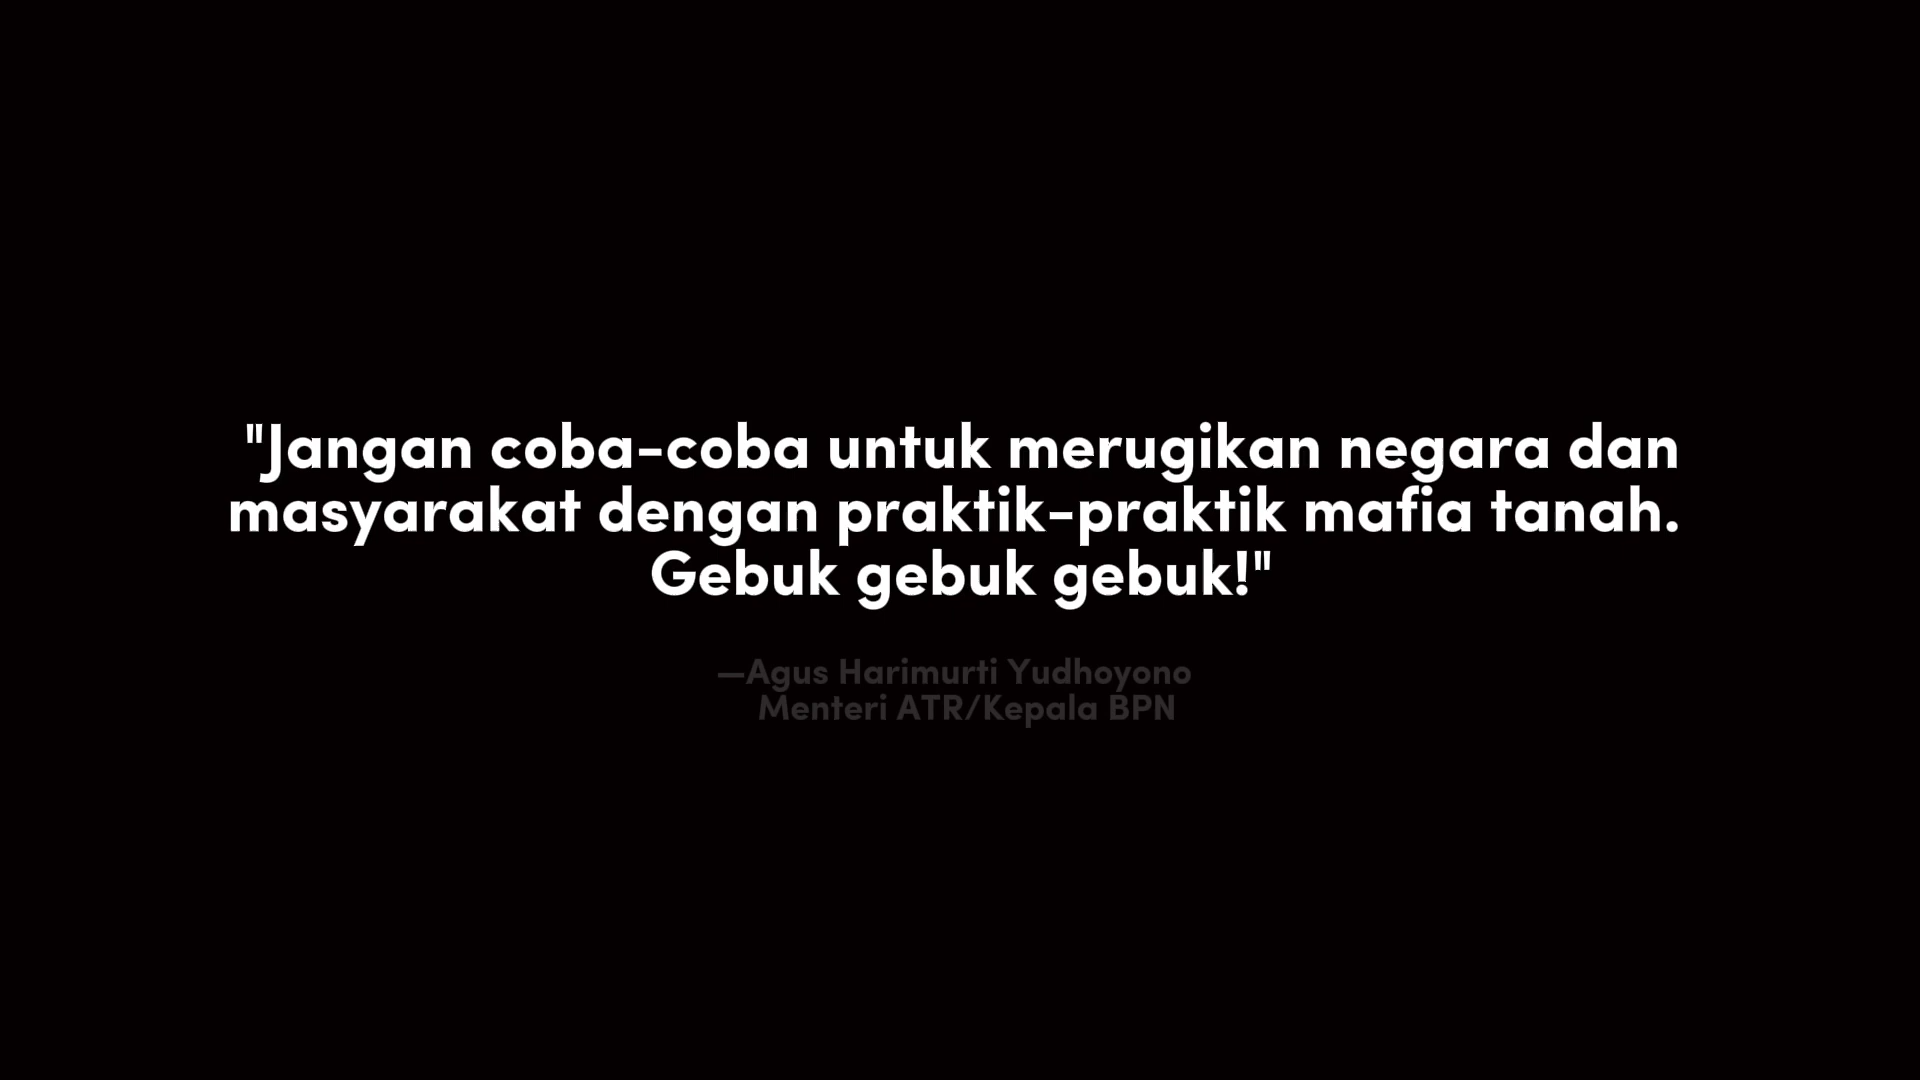 "Jangan coba-coba untuk merugikan negara dan
masyarakat dengan praktik-praktik mafia tanah.
Gebuk gebuk gebuk!"
—Agus Harimurti Yudhoyono
Menteri ATR/Kepala BPN